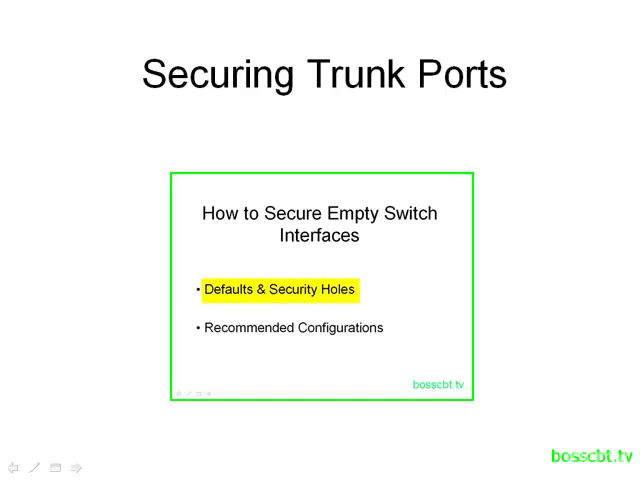 Securing Trunk Ports
How to Secure Empty Switch
Interfaces
• Defaults & Security Holes
• Recommended Configurations
bosscbt.tv
bosscbt.tv